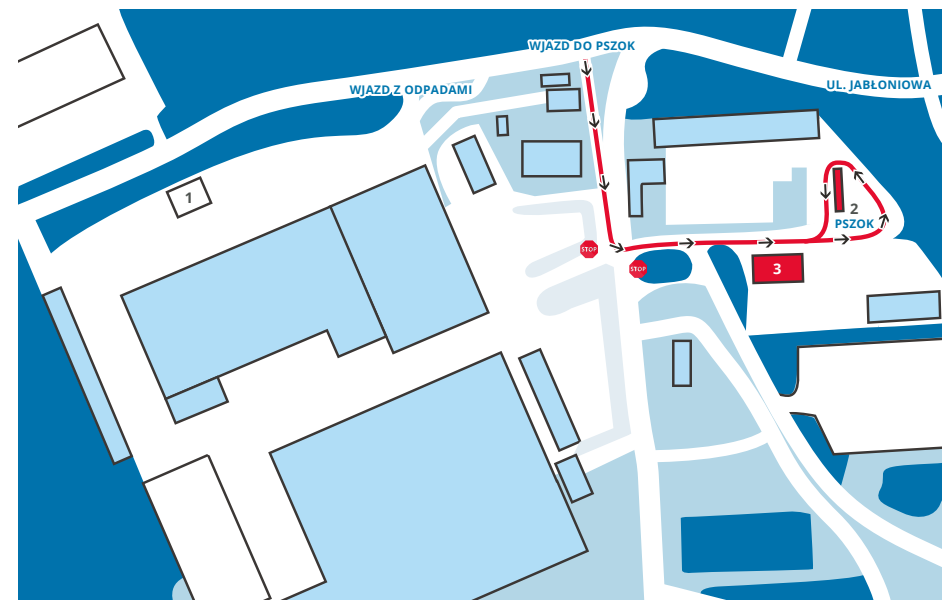 WJAZD DO PSZOK
WJAZD Z ODPADAMI
UL. JABŁONIOWA
1
2
PSZOK
STOP
STOP
3